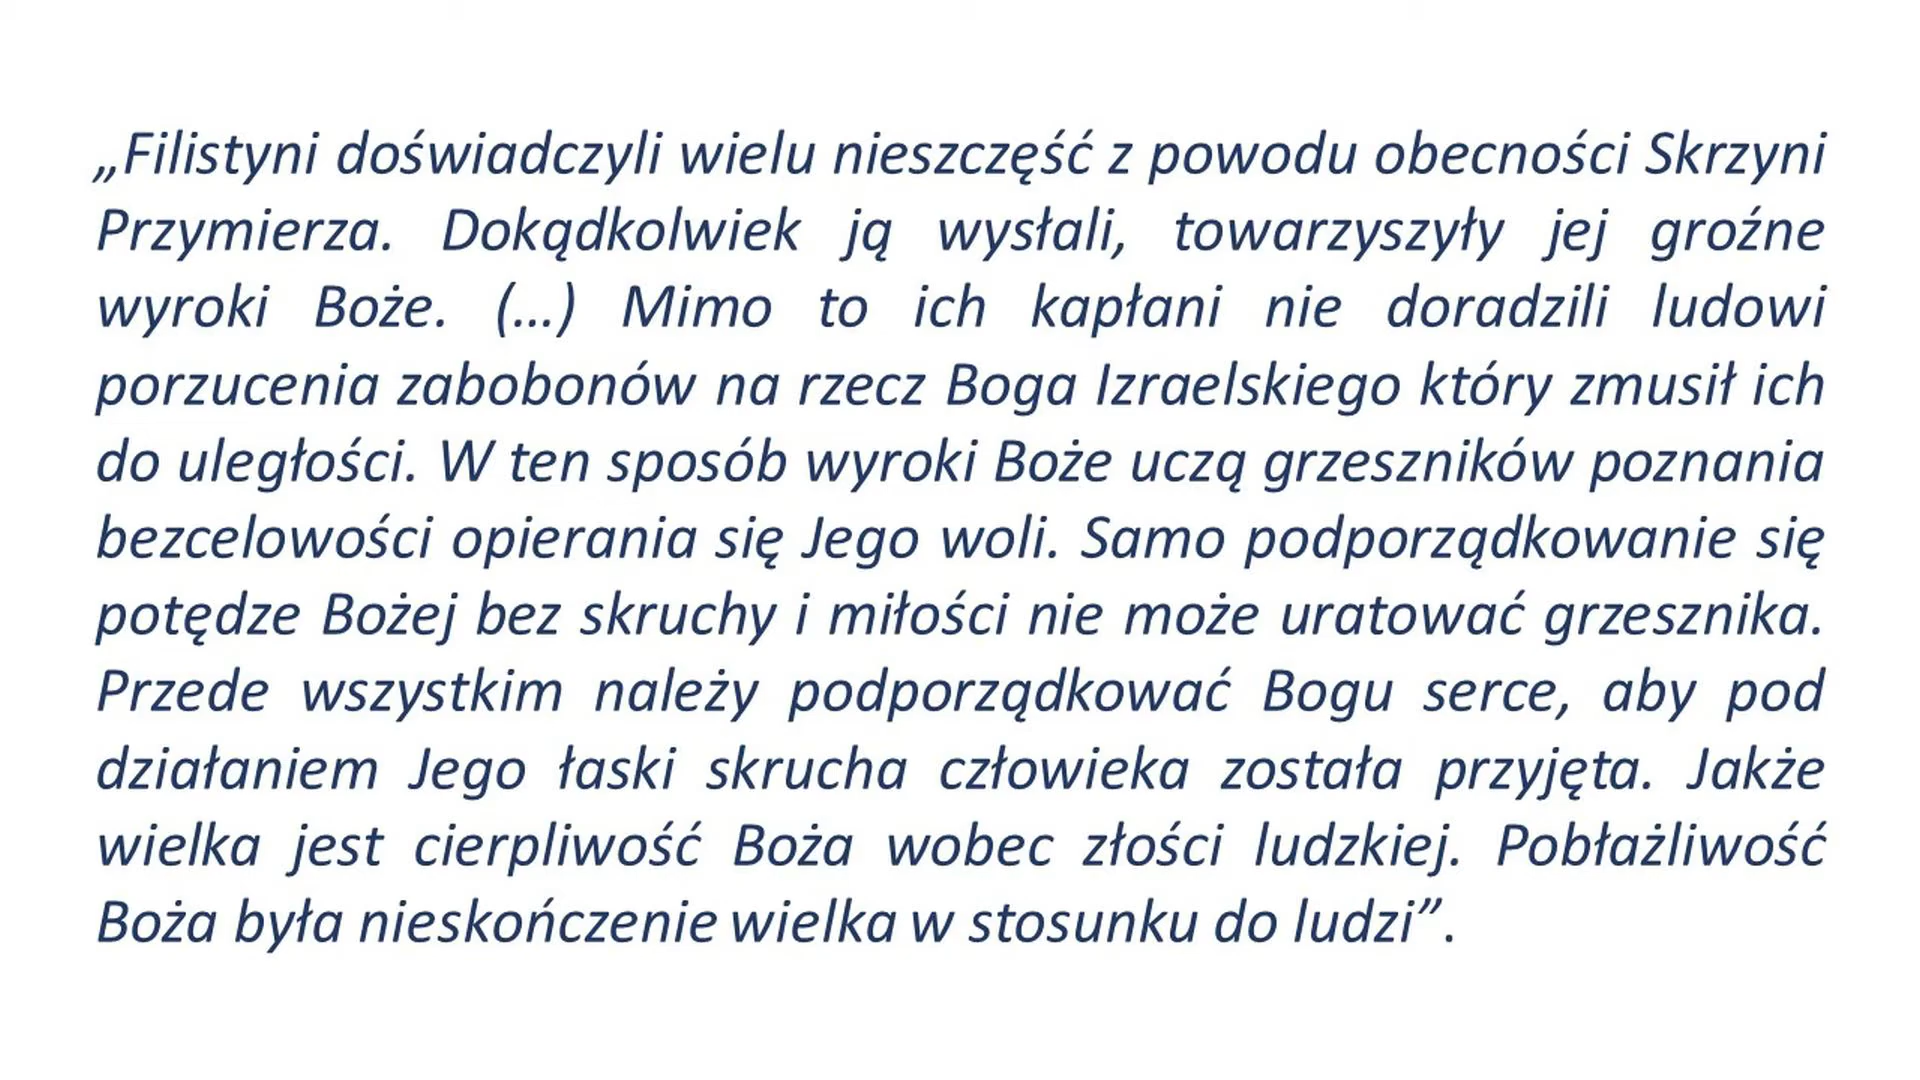 „Filistyni doświadczyli wielu nieszczęść z powodu obecności Skrzyni
Przymierza. Dokądkolwiek ją wysłali, towarzyszyły jej groźne
wyroki Boże. (...) Mimo to ich kapłani nie doradzili ludowi
porzucenia zabobonów na rzecz Boga Izraelskiego który zmusił ich
do uległości. W ten sposób wyroki Boże uczą grzeszników poznania
bezcelowości opierania się Jego woli. Samo podporządkowanie się
potędze Bożej bez skruchy i miłości nie może uratować grzesznika.
Przede wszystkim należy podporządkować Bogu serce, aby pod
działaniem Jego łaski skrucha człowieka została przyjęta. Jakże
wielka jest cierpliwość Boża wobec złości ludzkiej. Pobłażliwość
Boża była nieskończenie wielka w stosunku do ludzi”.